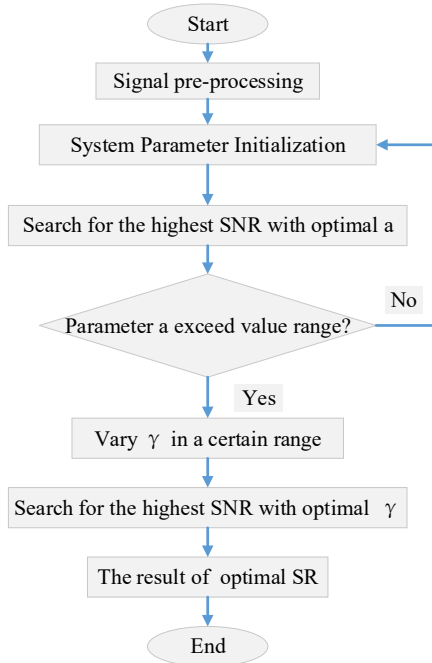 Start
Signal pre-processing
System Parameter Initialization
Search for the highest SNR with optimal a
Parameter a exceed value range?
No
Yes
Vary γ in a certain range
Search for the highest SNR with optimal γ
The result of optimal SR
End